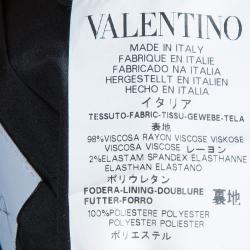 VALENTINO
MADE IN ITALY
FABRIQUE EN ITALIE
FABRICADO NA ITALIA
HERGESTELLT EN ITALIEN
HECHO EN ITALIA
イタリア
TESSUTO-FABRIC-TISSU-GEWEBE-TELA
表地
98%VISCOSA RAYON VISCOSE VISKOSE
VISCOSA VISCOSE レーヨン
2%ELASTAM SPANDEX ELASTHANNE
ELASTHAN ELASTANO
ポリウレタン
FODERA-LINING-DOUBLURE
FUTTER-FORRO 裏地
100%POLIESTERE POLYESTER
POLYESTER POLYESTER
ポリエステル